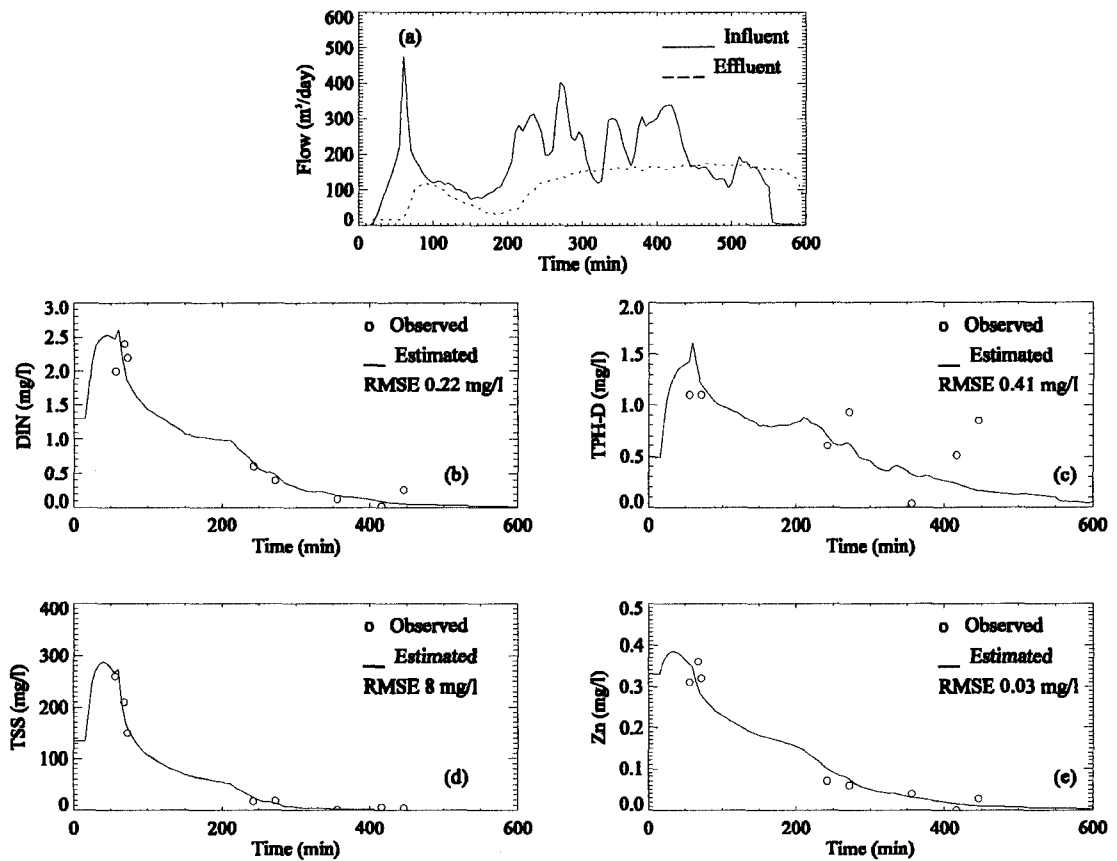 600
500
400
300
200
100
0
Flow (m³/day)
(a)
Influent
Effluent
0 100 200 300 400 500 600
Time (min)
3.0
2.5
2.0
1.5
1.0
0.5
0.0
DIN (mg/l)
Observed
Estimated
RMSE 0.22 mg/l
(b)
0 200 400 600
Time (min)
2.0
1.5
1.0
0.5
0.0
TPH-D (mg/l)
Observed
Estimated
RMSE 0.41 mg/l
(c)
0 200 400 600
Time (min)
400
300
200
100
0
TSS (mg/l)
Observed
Estimated
RMSE 8 mg/l
(d)
0 200 400 600
Time (min)
0.5
0.4
0.3
0.2
0.1
0.0
Zn (mg/l)
Observed
Estimated
RMSE 0.03 mg/l
(e)
0 200 400 600
Time (min)